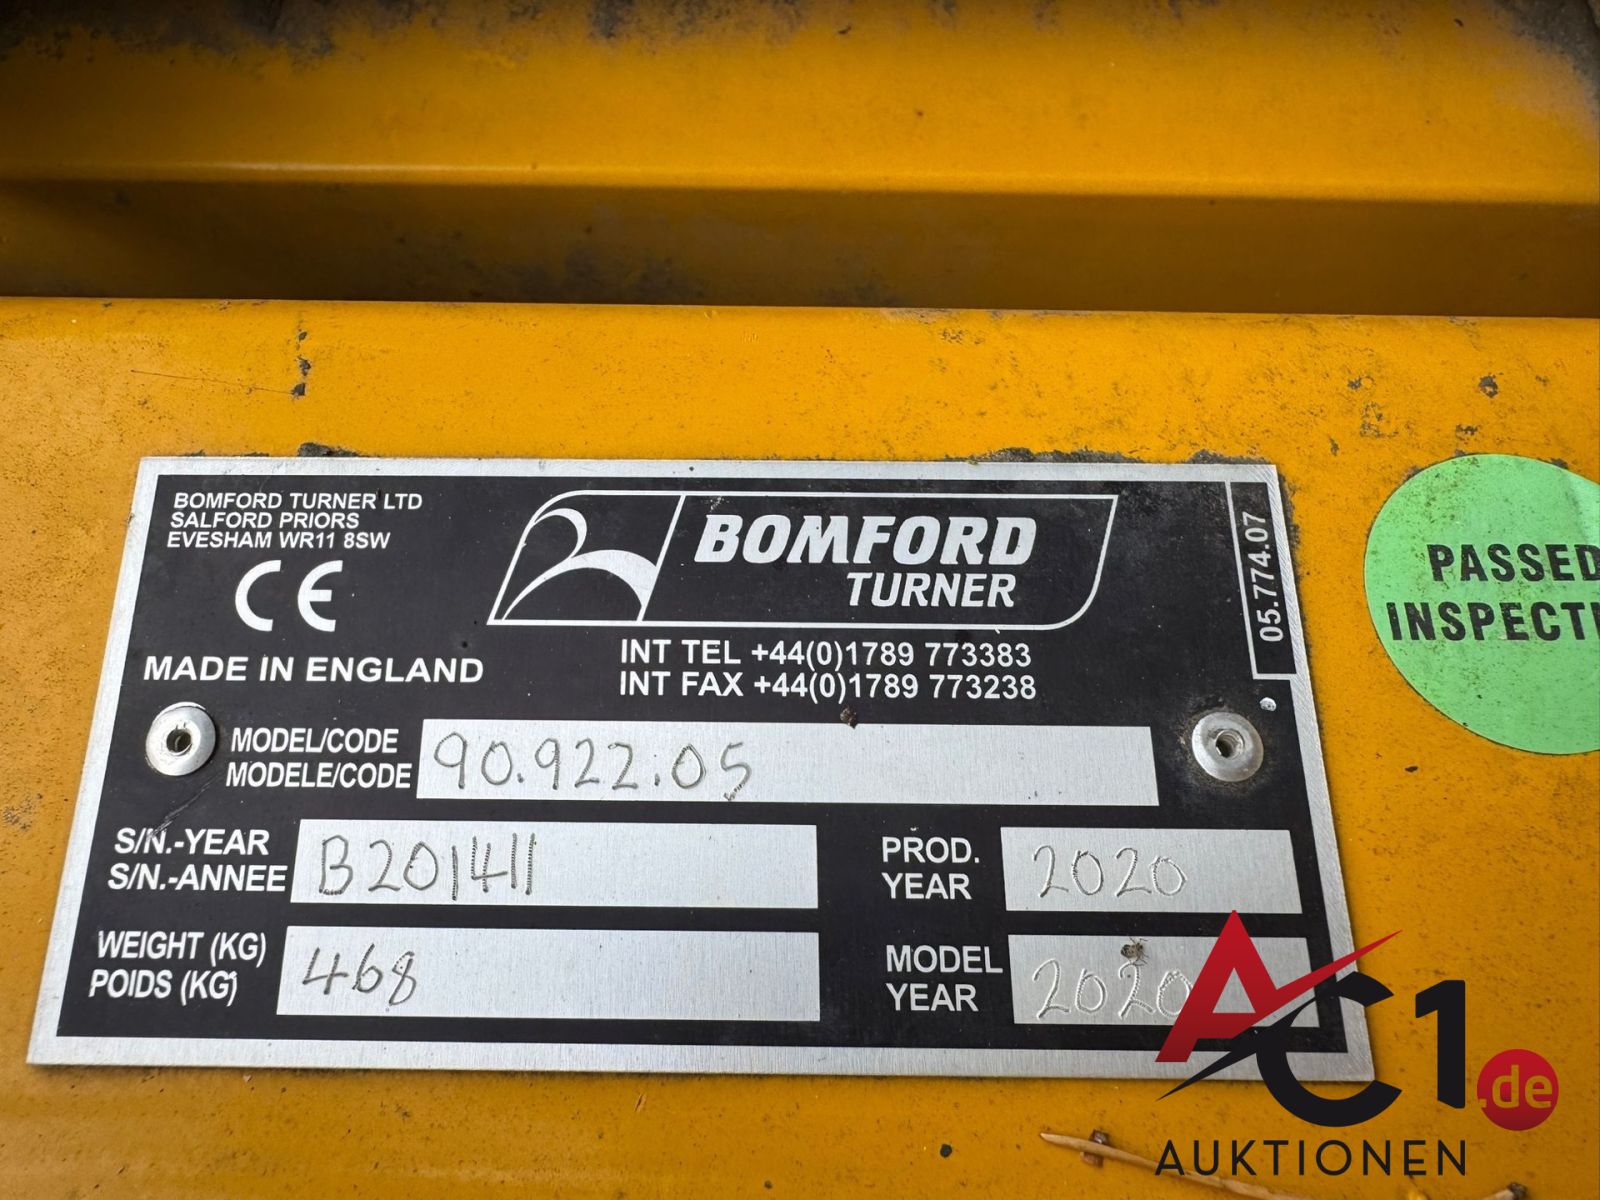 BOMFORD TURNER LTD
SALFORD PRIORS
EVESHAM WR11 8SW
CE
MADE IN ENGLAND
BOMFORD
TURNER
INT TEL +44(0)1789 773383
INT FAX +44(0)1789 773238
05.774.07
MODEL/CODE
MODELE/CODE
90.922.05
S/N.-YEAR
S/N.-ANNEE
B201411
PROD.
YEAR
2020
WEIGHT (KG)
POIDS (KG)
468
MODEL
YEAR
2020
PASSED
INSPECTI
AC1.de
AUKTIONEN